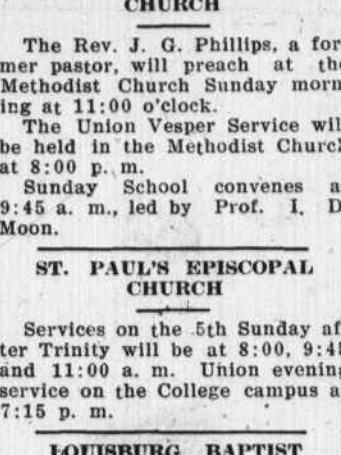 CHURCH
The Rev. J. G. Phillips, a for
mer pastor, will preach at the
Methodist Church Sunday morn
ing at 11:00 o'clock.
The Union Vesper Service wil
be held in the Methodist Church
at 8:00 p. m.
Sunday School convenes a
9:45 a. m., led by Prof. I. D
Moon.
ST. PAUL'S EPISCOPAL
CHURCH
Services on the 5th Sunday af
ter Trinity will be at 8:00, 9:45
and 11:00 a. m. Union evening
service on the College campus a
7:15 p. m.
LOUISBURG BAPTIST